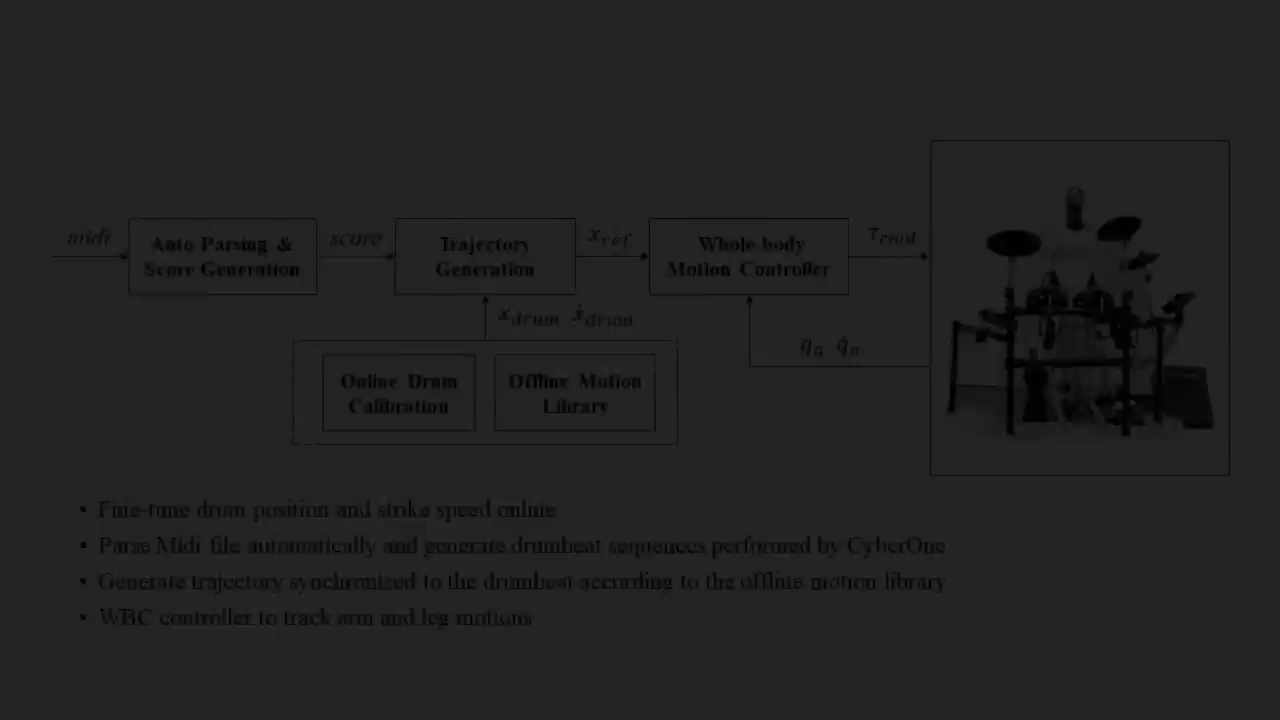 midi
Auto Parsing &
Score Generation
score
Trajectory
Generation
x_ref
Whole-body
Motion Controller
τ_cmd
x_drum ẋ_drum
Online Drum
Calibration
Offline Motion
Library
• Fine-tune drum position and strike speed online
• Parse Midi file automatically and generate drumbeat sequences performed by CyberOne
• Generate trajectory synchronized to the drumbeat according to the offline motion library
• WBC controller to track arm and leg motions